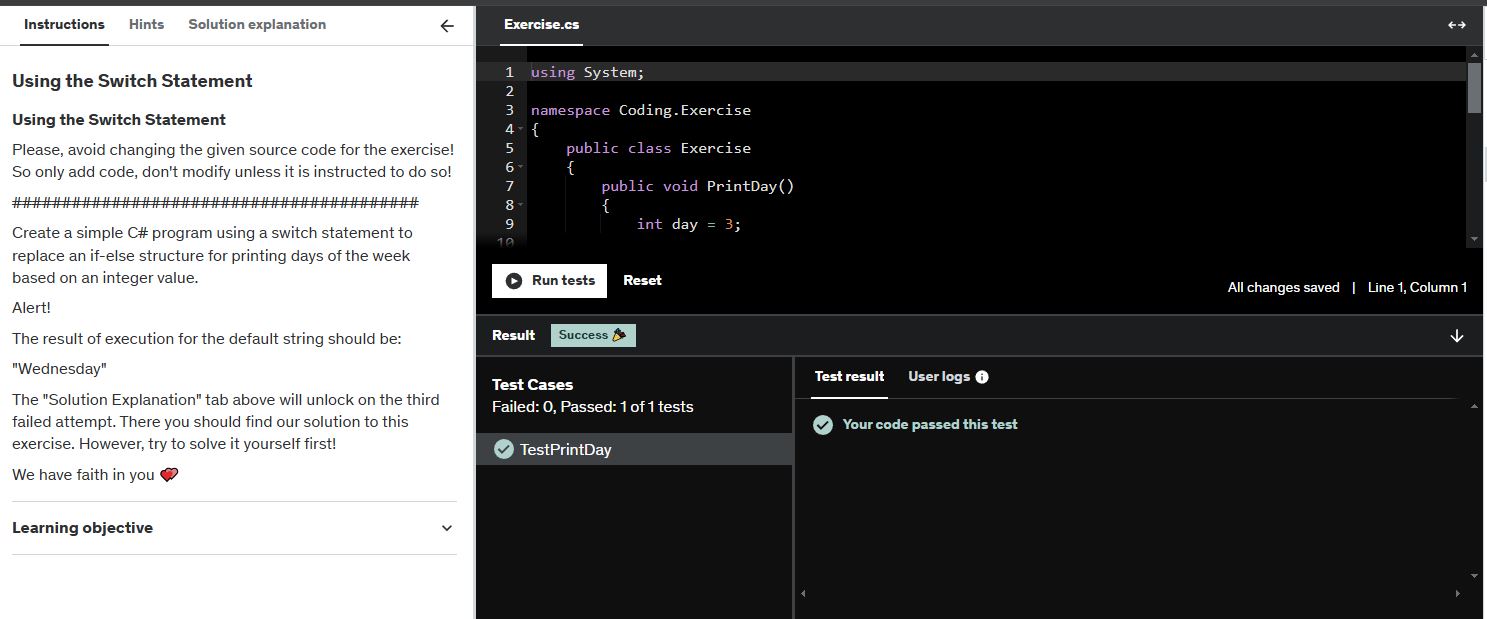 Instructions Hints Solution explanation
Using the Switch Statement
Using the Switch Statement
Please, avoid changing the given source code for the exercise!
So only add code, don't modify unless it is instructed to do so!
#########################################
Create a simple C# program using a switch statement to
replace an if-else structure for printing days of the week
based on an integer value.
Alert!
The result of execution for the default string should be:
"Wednesday"
The "Solution Explanation" tab above will unlock on the third
failed attempt. There you should find our solution to this
exercise. However, try to solve it yourself first!
We have faith in you
Learning objective
Exercise.cs
1 using System;
2
3 namespace Coding.Exercise
4 {
5 public class Exercise
6 {
7 public void PrintDay()
8 {
9 int day = 3;
10
Run tests Reset
All changes saved | Line 1, Column 1
Result Success
Test Cases
Failed: 0, Passed: 1 of 1 tests
TestPrintDay
Test result User logs
Your code passed this test